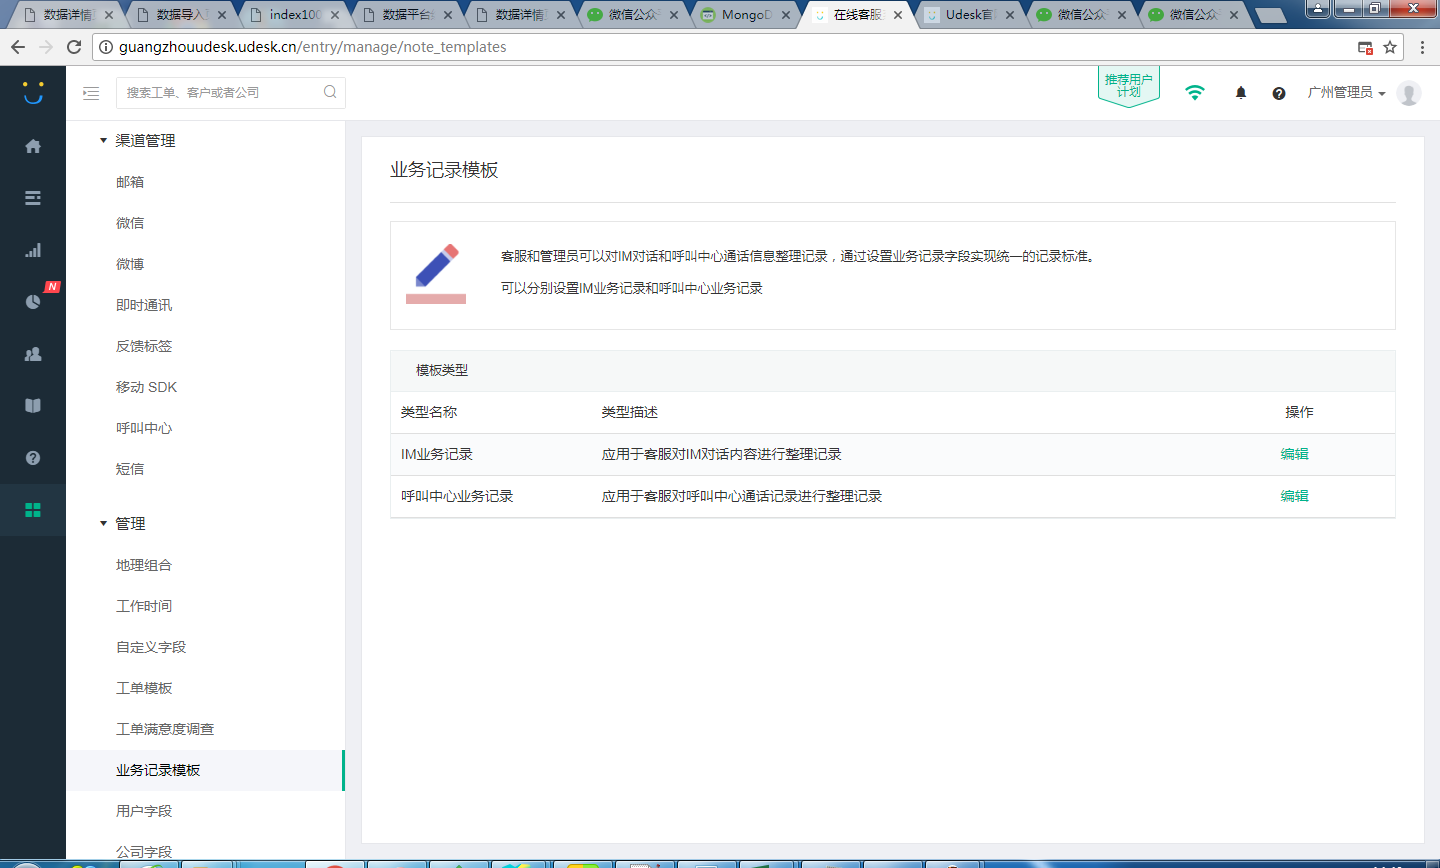 数据详情
数据导入
index100
数据平台
数据详情
微信公众
MongoD
在线客服
Udesk官
微信公众
微信公众
guangzhouudesk.udesk.cn/entry/manage/note_templates
搜索工单、客户或者公司
推荐用户
计划
广州管理员
N
渠道管理
邮箱
微信
微博
即时通讯
反馈标签
移动 SDK
呼叫中心
短信
管理
地理组合
工作时间
自定义字段
工单模板
工单满意度调查
业务记录模板
用户字段
公司字段
业务记录模板
客服和管理员可以对IM对话和呼叫中心通话信息整理记录，通过设置业务记录字段实现统一的记录标准。
可以分别设置IM业务记录和呼叫中心业务记录
模板类型
类型名称 类型描述 操作
IM业务记录 应用于客服对IM对话内容进行整理记录 编辑
呼叫中心业务记录 应用于客服对呼叫中心通话记录进行整理记录 编辑